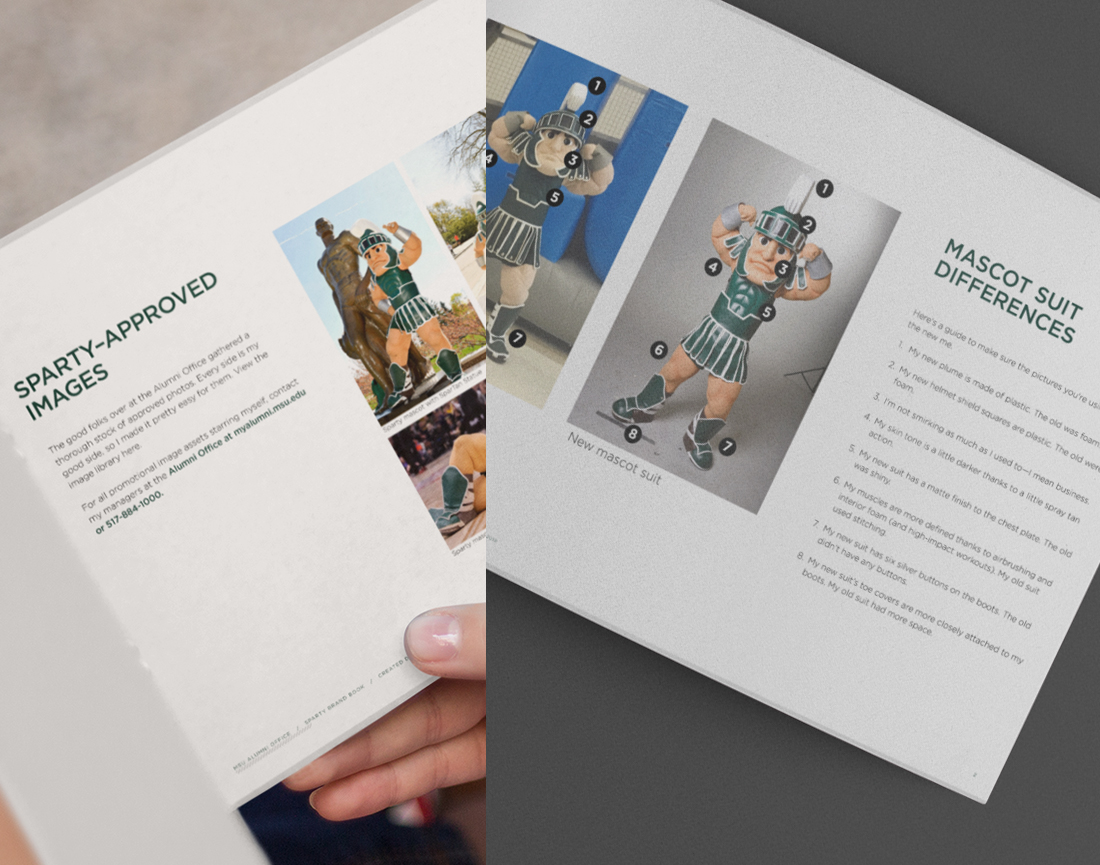 SPARTY-APPROVED
IMAGES
The good folks over at the Alumni Office gathered a
thorough stock of approved photos. Every side is my
good side, so I made it pretty easy for them. View the
image library here.
For all promotional image assets starring myself, contact
my managers at the Alumni Office at myalumni.msu.edu
or 517-884-1000.
Sparty mascot with Spartan Statue
Sparty
MSU ALUMNI OFFICE / SPARTY BRAND BOOK / CREATED
1
2
3
4
5
7
1
2
3
4
5
6
7
8
New mascot suit
MASCOT SUIT
DIFFERENCES
Here's a guide to make sure the pictures you're
the new me.
1. My new plume is made of plastic. The old was foam.
2. My new helmet shield squares are plastic. The old were
foam.
3. I'm not smirking as much as I used to—I mean business.
4. My skin tone is a little darker thanks to a little spray tan
action.
5. My new suit has a matte finish to the chest plate. The old
was shiny.
6. My muscles are more defined thanks to airbrushing and
interior foam (and high-impact workouts). My old suit
used stitching.
7. My new suit has six silver buttons on the boots. The old
didn't have any buttons.
8. My new suit's toe covers are more closely attached to my
boots. My old suit had more space.